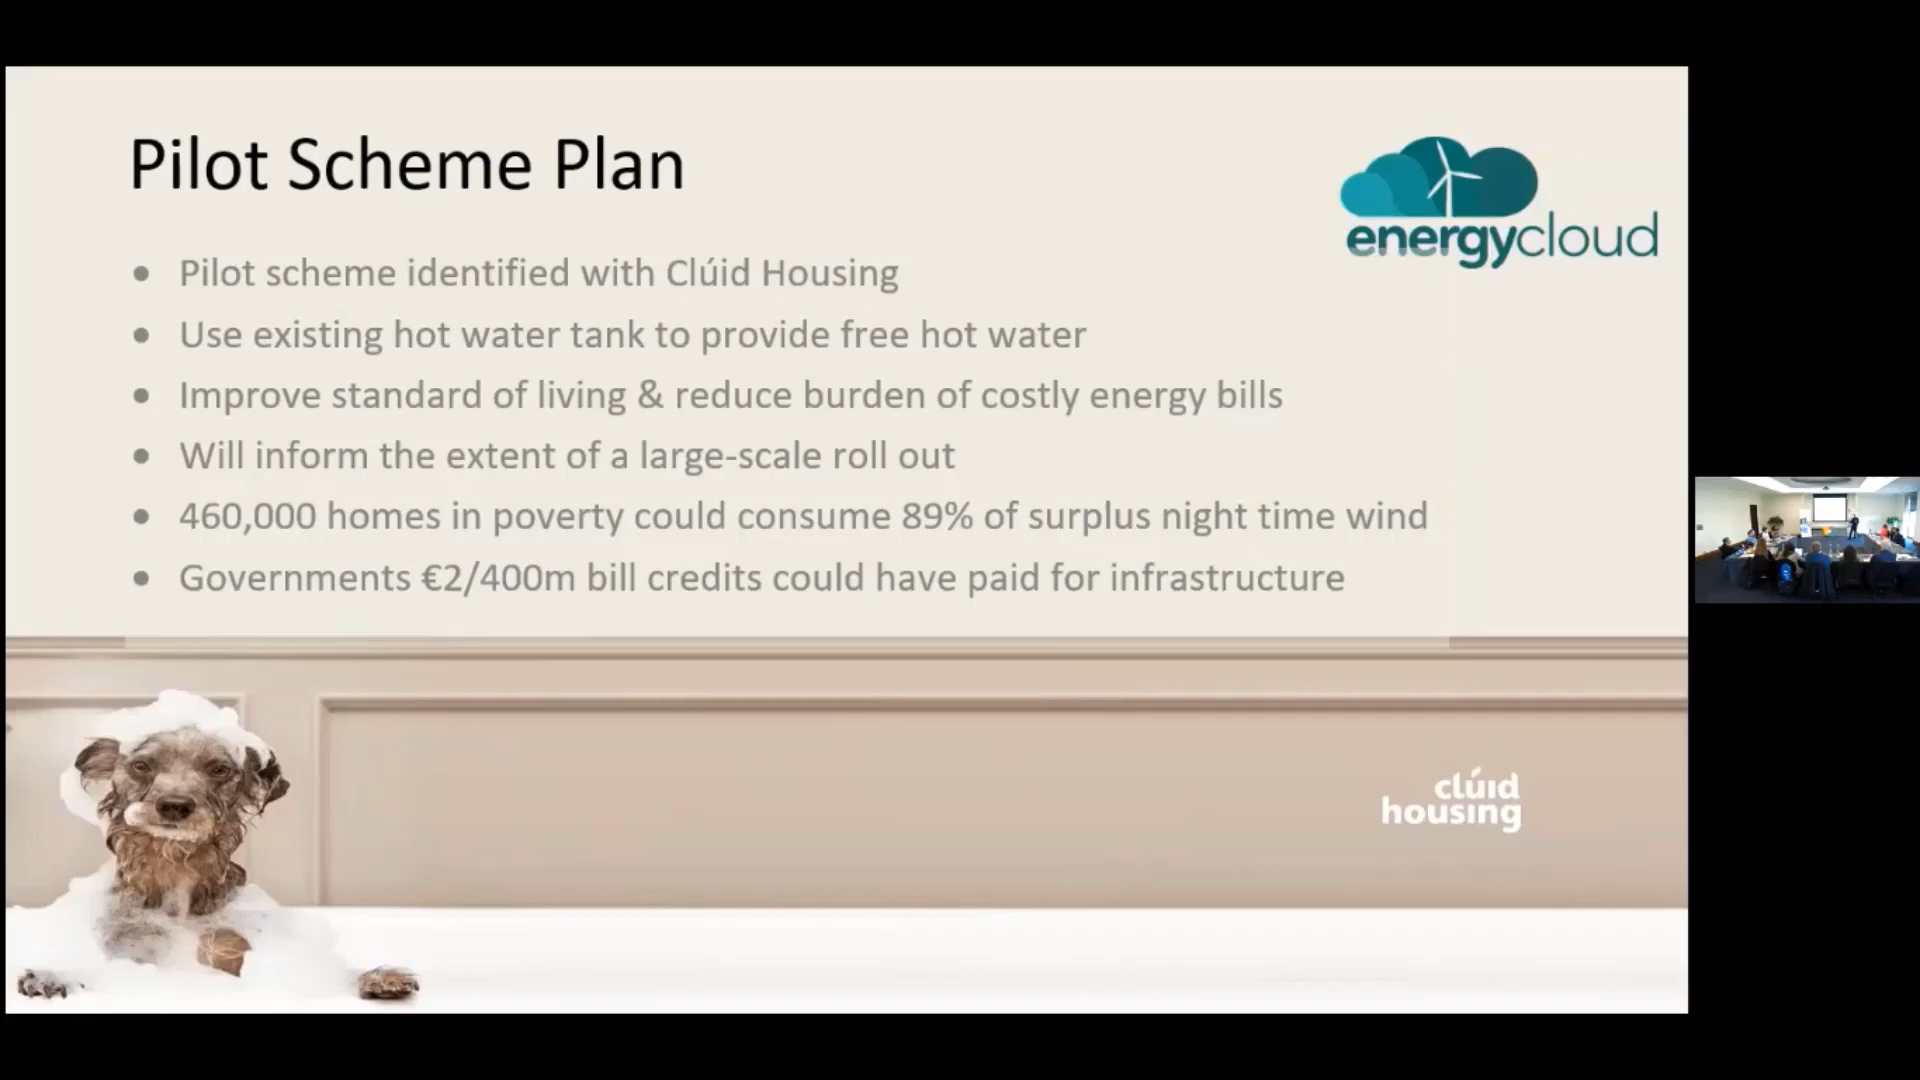 Pilot Scheme Plan
energycloud
• Pilot scheme identified with Clúid Housing
• Use existing hot water tank to provide free hot water
• Improve standard of living & reduce burden of costly energy bills
• Will inform the extent of a large-scale roll out
• 460,000 homes in poverty could consume 89% of surplus night time wind
• Governments €2/400m bill credits could have paid for infrastructure
clúid
housing